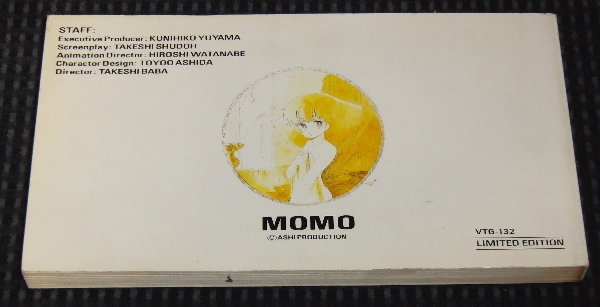 STAFF:
Executive Producer: KUNIHIKO YUYAMA
Screenplay: TAKESHI SHUDOH
Animation Director: HIROSHI WATANABE
Character Design: TOYOO ASHIDA
Director: TAKESHI BABA
MOMO
©ASHI PRODUCTION
VTG-132
LIMITED EDITION